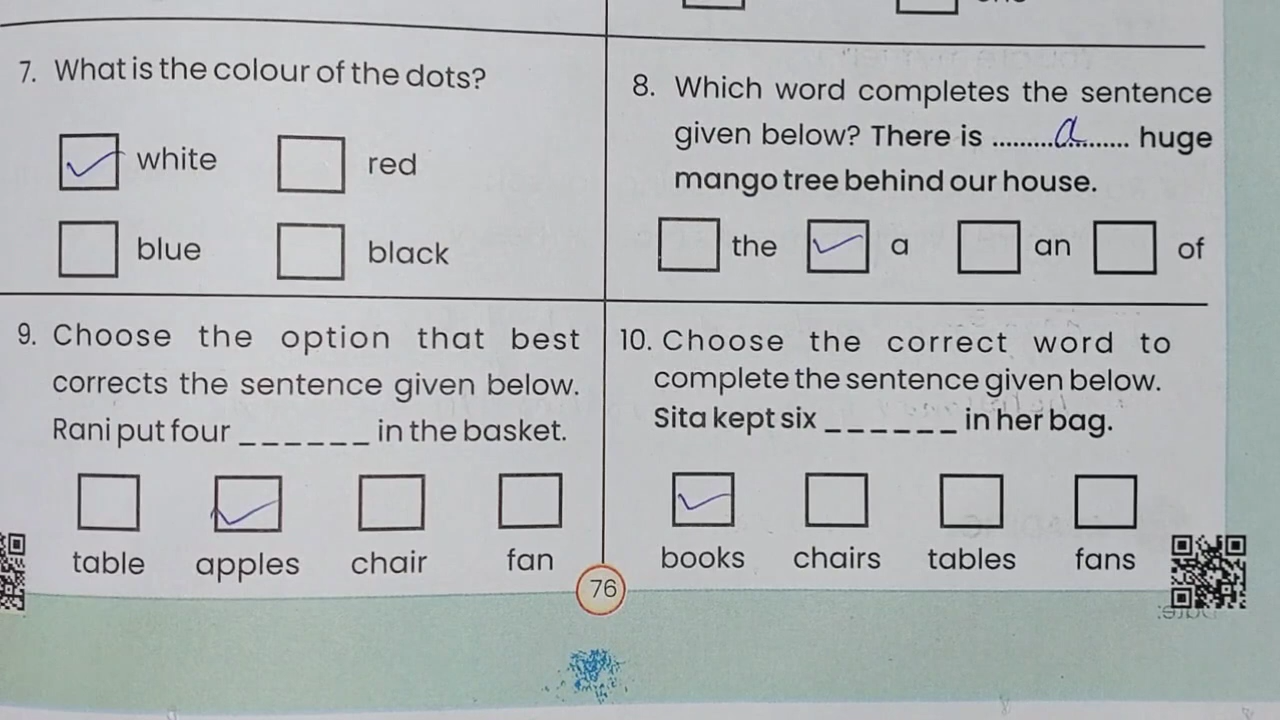 7. What is the colour of the dots?
white
red
blue
black
8. Which word completes the sentence
given below? There is .........a......... huge
mango tree behind our house.
the
a
an
of
9. Choose the option that best
corrects the sentence given below.
Rani put four ______ in the basket.
table
apples
chair
fan
10. Choose the correct word to
complete the sentence given below.
Sita kept six ______ in her bag.
books
chairs
tables
fans
76